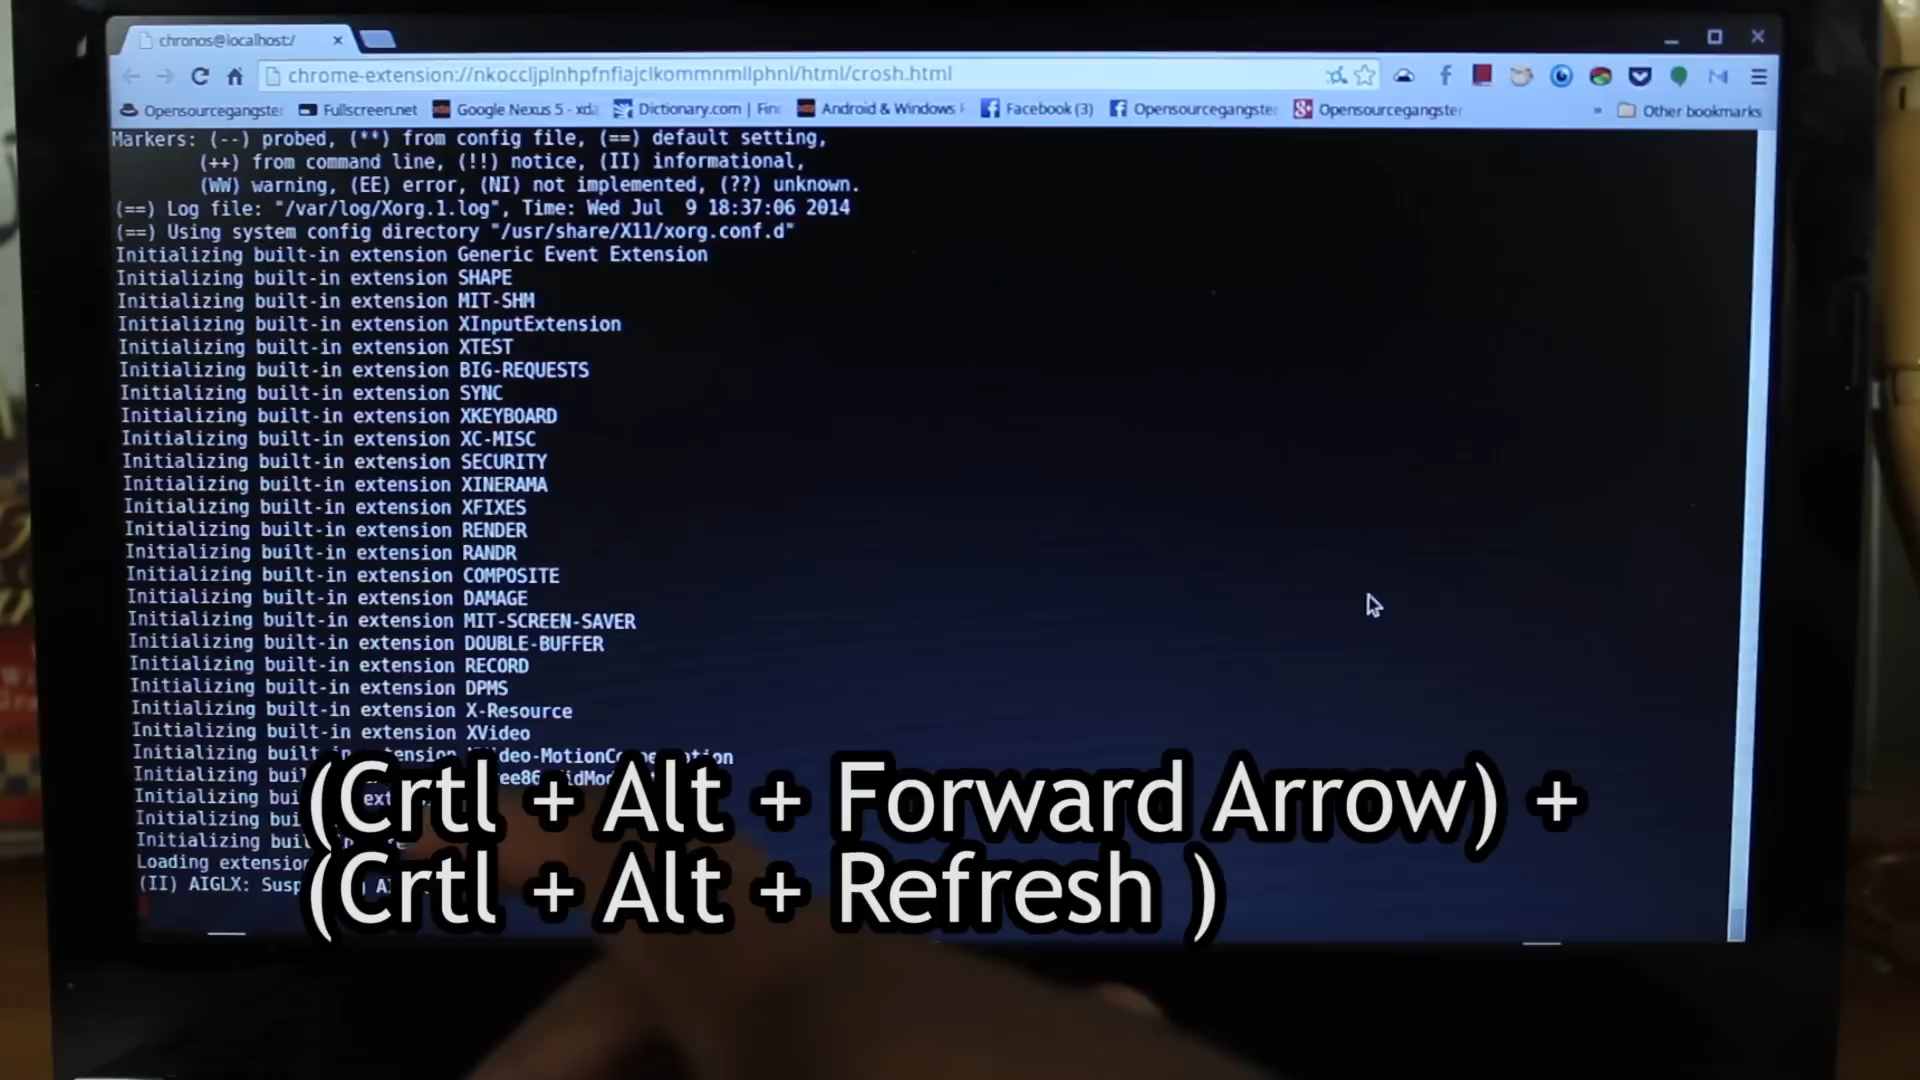 chronos@localhost:/
chrome-extension://nkoccljplnhpfnfiajclkommnmllphnl/html/crosh.html
Opensourcegangster Fullscreen.net Google Nexus 5 - xda Dictionary.com | Fin Android & Windows Facebook (3) Opensourcegangster Opensourcegangster » Other bookmarks
Markers: (--) probed, (**) from config file, (==) default setting,
(++) from command line, (!!) notice, (II) informational,
(WW) warning, (EE) error, (NI) not implemented, (??) unknown.
(==) Log file: "/var/log/Xorg.1.log", Time: Wed Jul 9 18:37:06 2014
(==) Using system config directory "/usr/share/X11/xorg.conf.d"
Initializing built-in extension Generic Event Extension
Initializing built-in extension SHAPE
Initializing built-in extension MIT-SHM
Initializing built-in extension XInputExtension
Initializing built-in extension XTEST
Initializing built-in extension BIG-REQUESTS
Initializing built-in extension SYNC
Initializing built-in extension XKEYBOARD
Initializing built-in extension XC-MISC
Initializing built-in extension SECURITY
Initializing built-in extension XINERAMA
Initializing built-in extension XFIXES
Initializing built-in extension RENDER
Initializing built-in extension RANDR
Initializing built-in extension COMPOSITE
Initializing built-in extension DAMAGE
Initializing built-in extension MIT-SCREEN-SAVER
Initializing built-in extension DOUBLE-BUFFER
Initializing built-in extension RECORD
Initializing built-in extension DPMS
Initializing built-in extension X-Resource
Initializing built-in extension XVideo
Initializing built-in extension
Initializing
Initializing
Initializing
Initializing
Loading extension
(II) AIGLX:
(Crtl + Alt + Forward Arrow) +
(Crtl + Alt + Refresh )